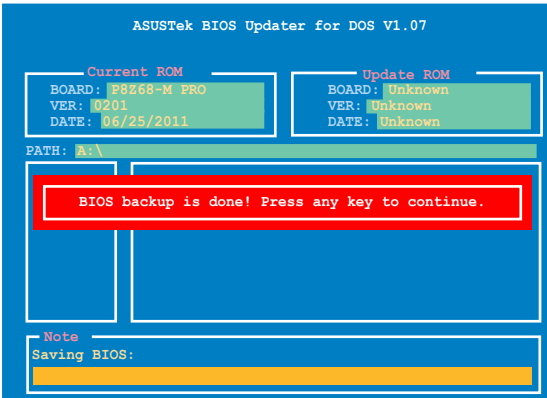 ASUSTek BIOS Updater for DOS V1.07
Current ROM
BOARD: P8Z68-M PRO
VER: 0201
DATE: 06/25/2011
Update ROM
BOARD: Unknown
VER: Unknown
DATE: Unknown
PATH: A:\
BIOS backup is done! Press any key to continue.
Note
Saving BIOS: